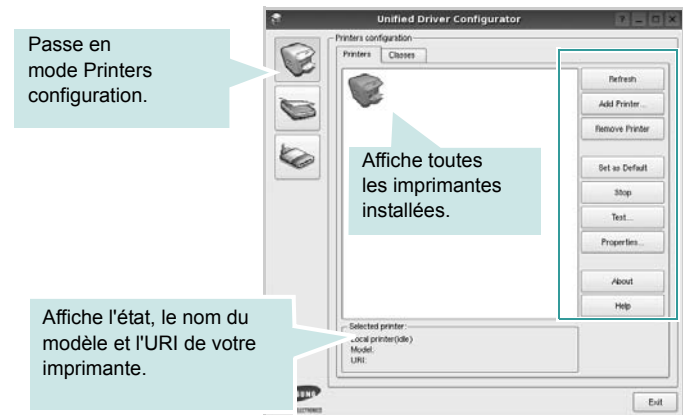 Unified Driver Configurator
Passe en
mode Printers
configuration.
Printers configuration
Printers
Classes
Refresh
Add Printer...
Remove Printer
Affiche toutes
les imprimantes
installées.
Set as Default
Stop
Test...
Properties...
About
Help
Affiche l'état, le nom du
modèle et l'URI de votre
imprimante.
Selected printer:
Local printer(idle)
Model:
URI:
Exit